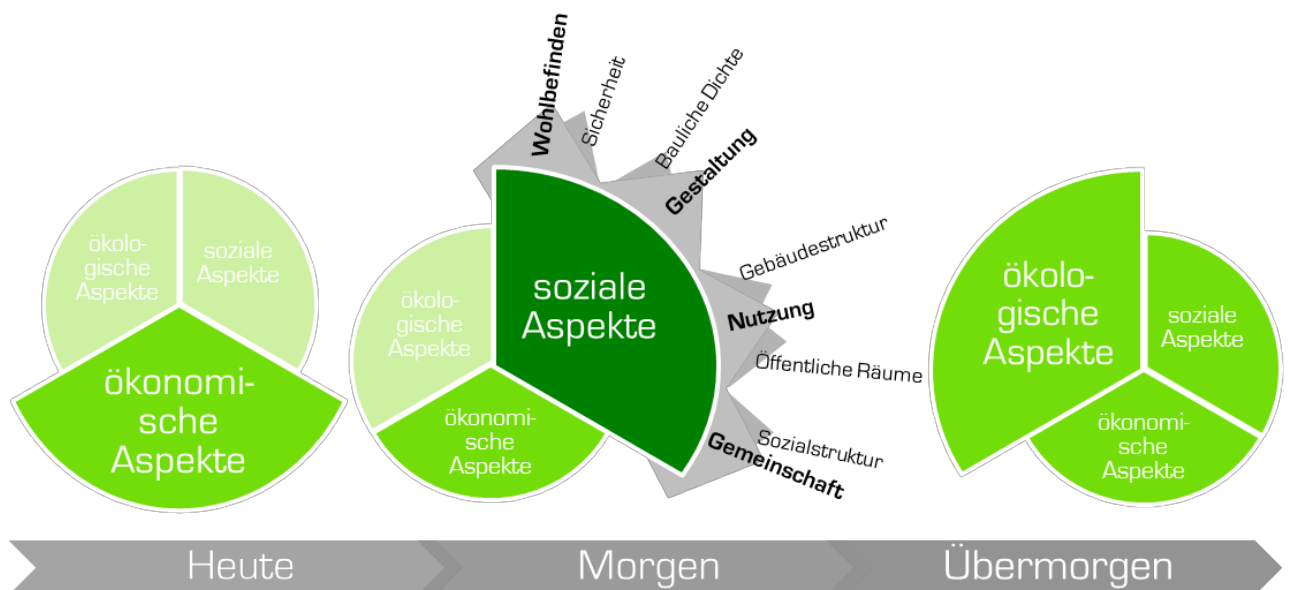 ökolo-
gische
Aspekte
soziale
Aspekte
ökonomi-
sche
Aspekte
ökolo-
gische
Aspekte
soziale
Aspekte
ökonomi-
sche
Aspekte
Wohlbefinden
Sicherheit
Bauliche Dichte
Gestaltung
Gebäudestruktur
Nutzung
Öffentliche Räume
Sozialstruktur
Gemeinschaft
ökolo-
gische
Aspekte
soziale
Aspekte
ökonomi-
sche
Aspekte
Heute
Morgen
Übermorgen